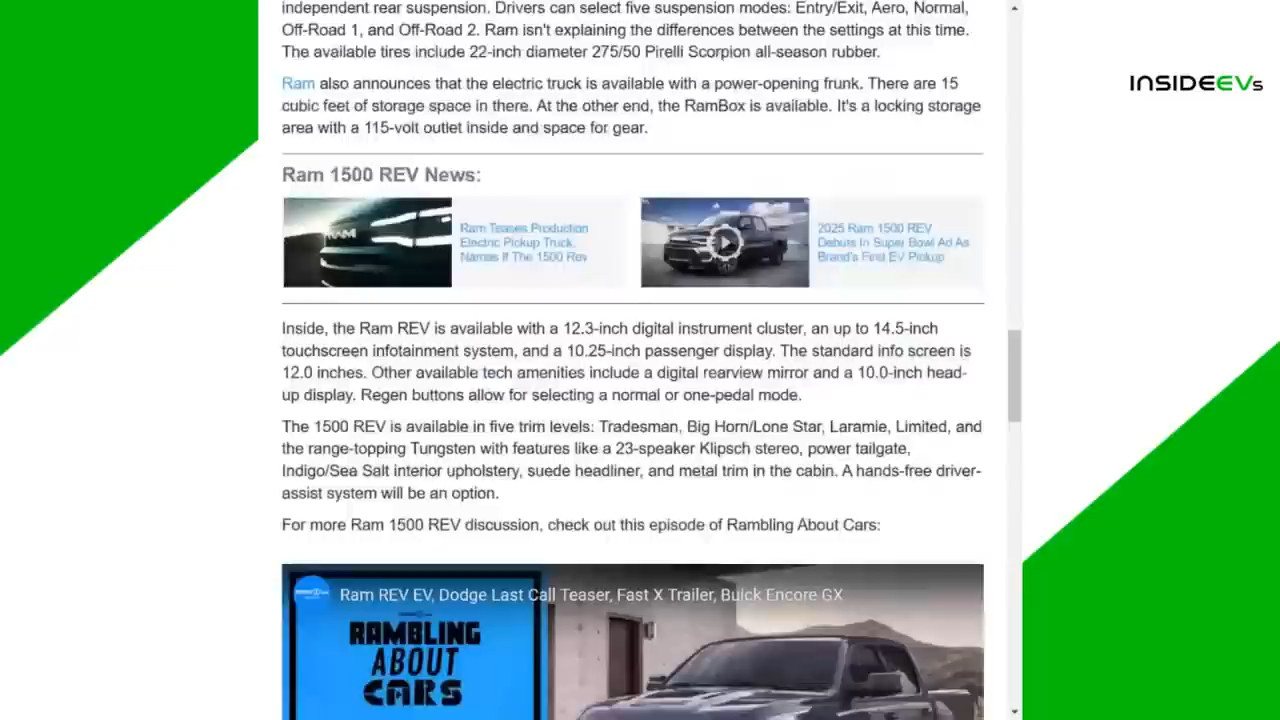 independent rear suspension. Drivers can select five suspension modes: Entry/Exit, Aero, Normal,
Off-Road 1, and Off-Road 2. Ram isn't explaining the differences between the settings at this time.
The available tires include 22-inch diameter 275/50 Pirelli Scorpion all-season rubber.
INSIDEEVs
Ram also announces that the electric truck is available with a power-opening frunk. There are 15
cubic feet of storage space in there. At the other end, the RamBox is available. It's a locking storage
area with a 115-volt outlet inside and space for gear.
Ram 1500 REV News:
RAM
Ram Teases Production
Electric Pickup Truck,
Names It The 1500 Rev
2025 Ram 1500 REV
Debuts In Super Bowl Ad As
Brand's First EV Pickup
Inside, the Ram REV is available with a 12.3-inch digital instrument cluster, an up to 14.5-inch
touchscreen infotainment system, and a 10.25-inch passenger display. The standard info screen is
12.0 inches. Other available tech amenities include a digital rearview mirror and a 10.0-inch head-
up display. Regen buttons allow for selecting a normal or one-pedal mode.
The 1500 REV is available in five trim levels: Tradesman, Big Horn/Lone Star, Laramie, Limited, and
the range-topping Tungsten with features like a 23-speaker Klipsch stereo, power tailgate,
Indigo/Sea Salt interior upholstery, suede headliner, and metal trim in the cabin. A hands-free driver-
assist system will be an option.
For more Ram 1500 REV discussion, check out this episode of Rambling About Cars:
Ram REV EV, Dodge Last Call Teaser, Fast X Trailer, Buick Encore GX
RAMBLING
ABOUT
CARS